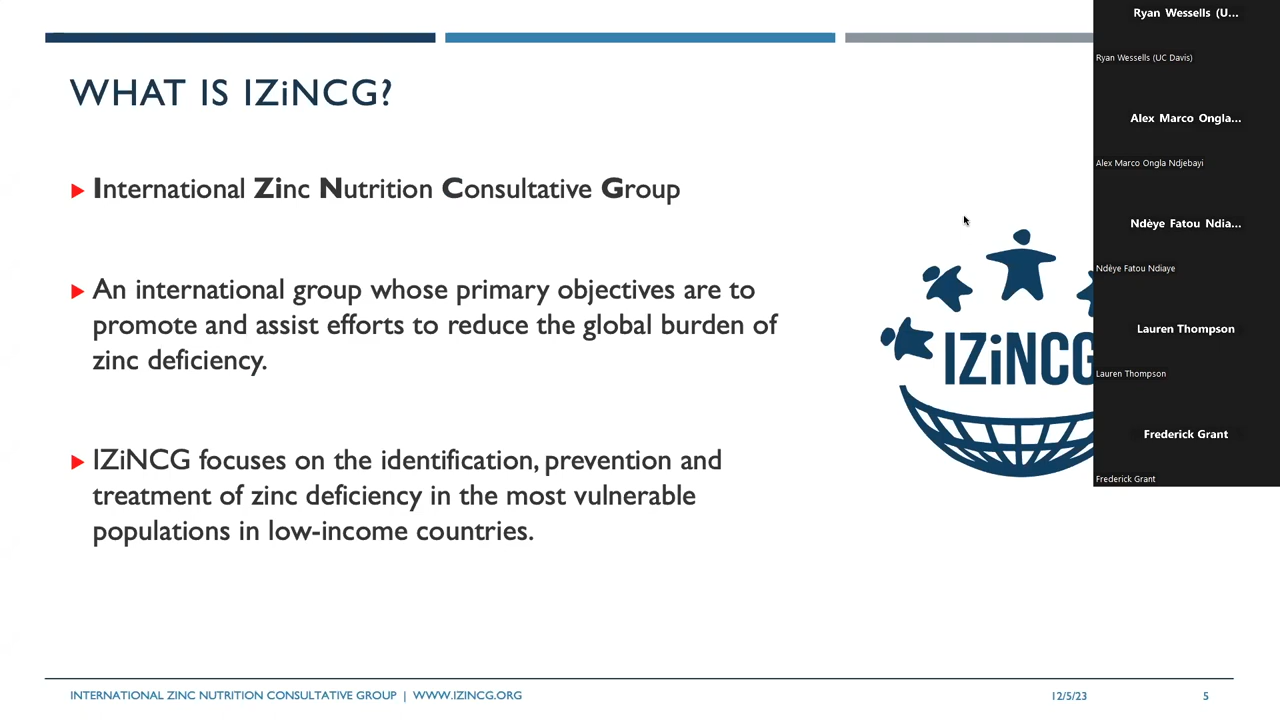 WHAT IS IZiNCG?
International Zinc Nutrition Consultative Group
An international group whose primary objectives are to
promote and assist efforts to reduce the global burden of
zinc deficiency.
IZiNCG focuses on the identification, prevention and
treatment of zinc deficiency in the most vulnerable
populations in low-income countries.
IZiNCG
Ryan Wessells (U...
Ryan Wessells (UC Davis)
Alex Marco Ongla...
Alex Marco Ongla Ndjebayi
Ndèye Fatou Ndia...
Ndèye Fatou Ndiaye
Lauren Thompson
Lauren Thompson
Frederick Grant
Frederick Grant
INTERNATIONAL ZINC NUTRITION CONSULTATIVE GROUP | WWW.IZINCG.ORG
12/5/23
5